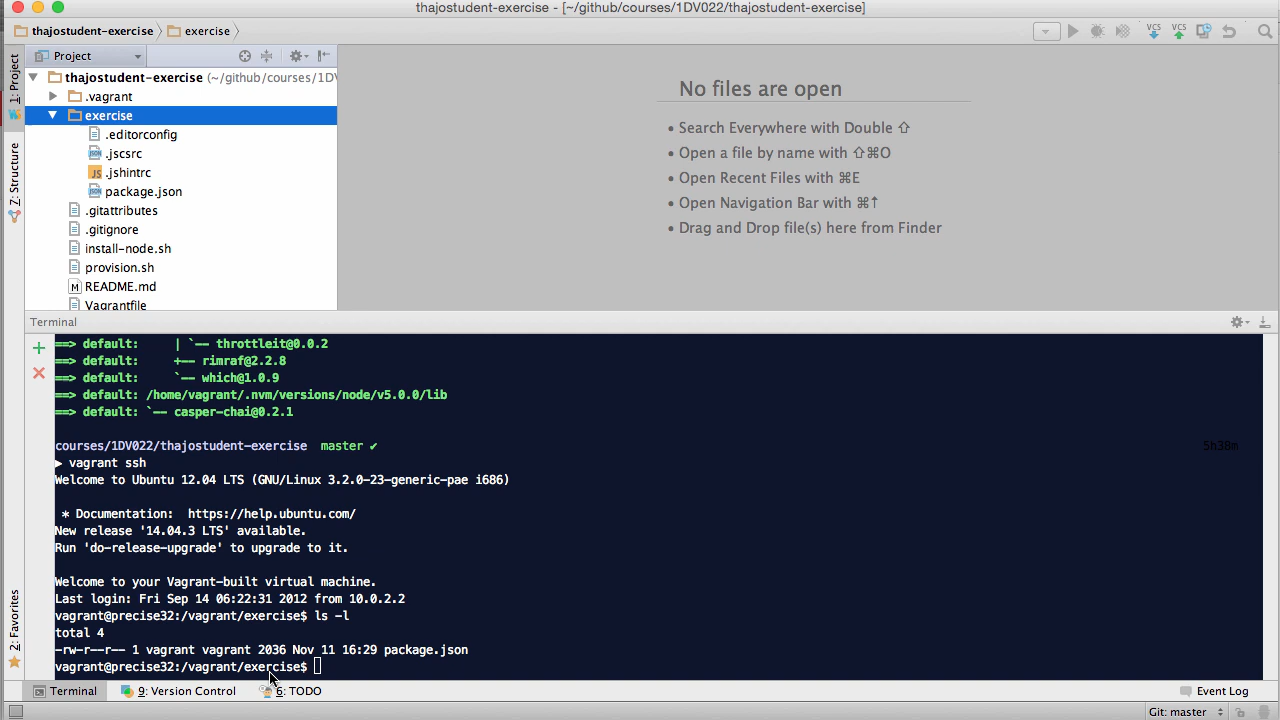 thajostudent-exercise - [~/github/courses/1DV022/thajostudent-exercise]
thajostudent-exercise exercise
VCS VCS
1: Project
Project
thajostudent-exercise (~/github/courses/1DV
.vagrant
exercise
.editorconfig
.jscsrc
.jshintrc
package.json
.gitattributes
.gitignore
install-node.sh
provision.sh
README.md
Vagrantfile
Z: Structure
2: Favorites
No files are open
• Search Everywhere with Double ⇧
• Open a file by name with ⇧⌘O
• Open Recent Files with ⌘E
• Open Navigation Bar with ⌘↑
• Drag and Drop file(s) here from Finder
Terminal
==> default:     | `-- throttleit@0.0.2
==> default:     +-- rimraf@2.2.8
==> default:     `-- which@1.0.9
==> default: /home/vagrant/.nvm/versions/node/v5.0.0/lib
==> default: `-- casper-chai@0.2.1
courses/1DV022/thajostudent-exercise  master ✔ 5h38m
▶ vagrant ssh
Welcome to Ubuntu 12.04 LTS (GNU/Linux 3.2.0-23-generic-pae i686)
* Documentation:  https://help.ubuntu.com/
New release '14.04.3 LTS' available.
Run 'do-release-upgrade' to upgrade to it.
Welcome to your Vagrant-built virtual machine.
Last login: Fri Sep 14 06:22:31 2012 from 10.0.2.2
vagrant@precise32:/vagrant/exercise$ ls -l
total 4
-rw-r--r-- 1 vagrant vagrant 2036 Nov 11 16:29 package.json
vagrant@precise32:/vagrant/exercise$
Terminal 9: Version Control 6: TODO Event Log
Git: master